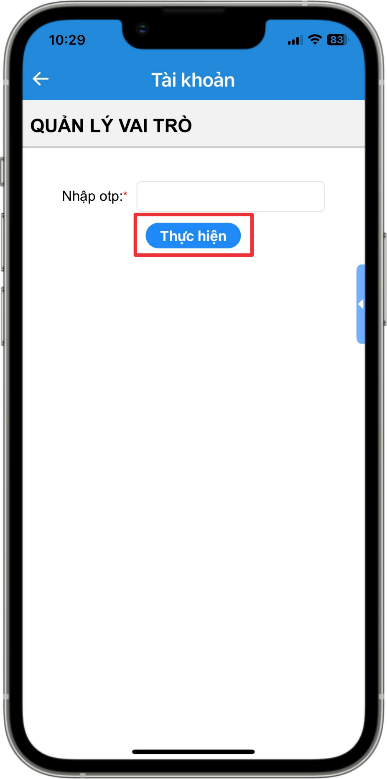 10:29
83
Tài khoản
QUẢN LÝ VAI TRÒ
Nhập otp:*
Thực hiện